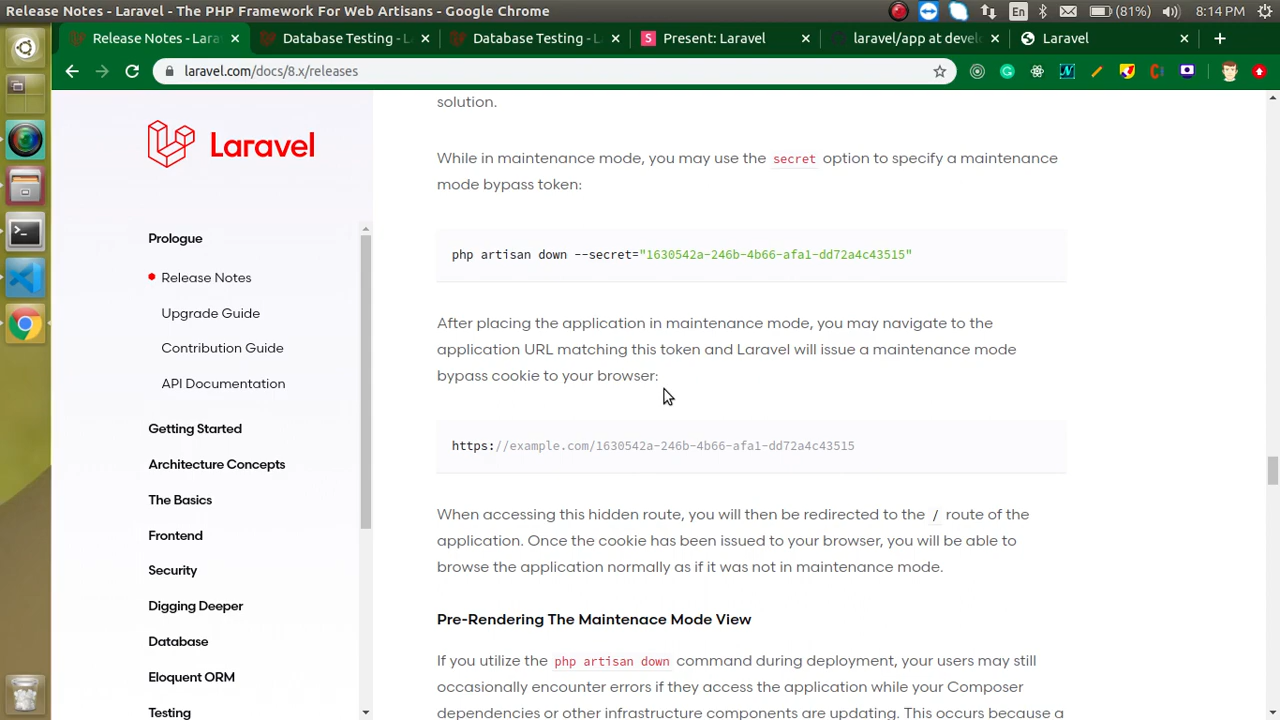 Release Notes - Laravel - The PHP Framework For Web Artisans - Google Chrome
En (81%) 8:14 PM
Release Notes - Lara
Database Testing - L
Database Testing - L
Present: Laravel
laravel/app at devel
Laravel
laravel.com/docs/8.x/releases
Laravel
Prologue
Release Notes
Upgrade Guide
Contribution Guide
API Documentation
Getting Started
Architecture Concepts
The Basics
Frontend
Security
Digging Deeper
Database
Eloquent ORM
Testing
solution.
While in maintenance mode, you may use the secret option to specify a maintenance
mode bypass token:
php artisan down --secret="1630542a-246b-4b66-afa1-dd72a4c43515"
After placing the application in maintenance mode, you may navigate to the
application URL matching this token and Laravel will issue a maintenance mode
bypass cookie to your browser:
https://example.com/1630542a-246b-4b66-afa1-dd72a4c43515
When accessing this hidden route, you will then be redirected to the / route of the
application. Once the cookie has been issued to your browser, you will be able to
browse the application normally as if it was not in maintenance mode.
Pre-Rendering The Maintenace Mode View
If you utilize the php artisan down command during deployment, your users may still
occasionally encounter errors if they access the application while your Composer
dependencies or other infrastructure components are updating. This occurs because a